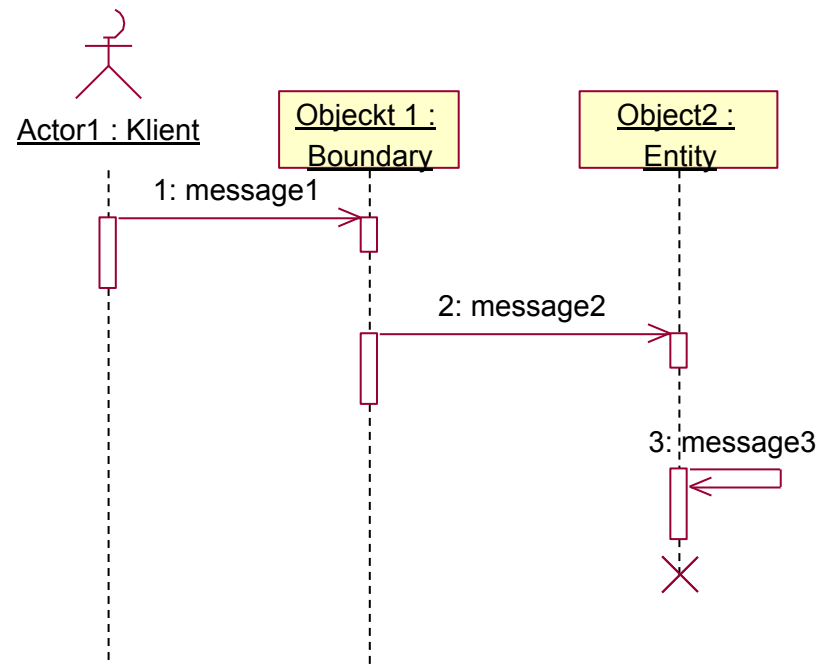 Actor1 : Klient
Objeckt 1 :
Boundary
Object2 :
Entity
1: message1
2: message2
3: message3